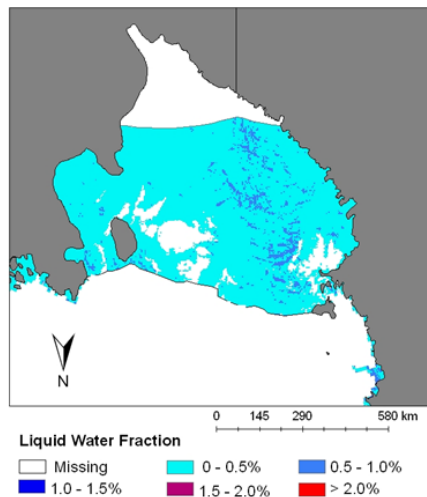 N
0 145 290 580 km
Liquid Water Fraction
Missing 0 - 0.5% 0.5 - 1.0%
1.0 - 1.5% 1.5 - 2.0% > 2.0%